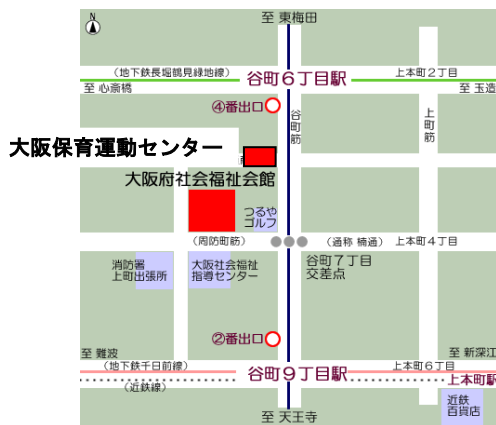 N
至 東梅田
(地下鉄長堀鶴見緑地線)
谷町6丁目駅
上本町2丁目
至 心斎橋
至 玉造
④番出口
谷町筋
上町筋
大阪保育運動センター
大阪府社会福祉会館
つるや
ゴルフ
(周防町筋)
(通称 楠通)
上本町4丁目
消防署
上町出張所
大阪社会福祉
指導センター
谷町7丁目
交差点
②番出口
至 難波
至 新深江
(地下鉄千日前線)
谷町9丁目駅
上本町6丁目
(近鉄線)
上本町駅
近鉄
百貨店
至 天王寺